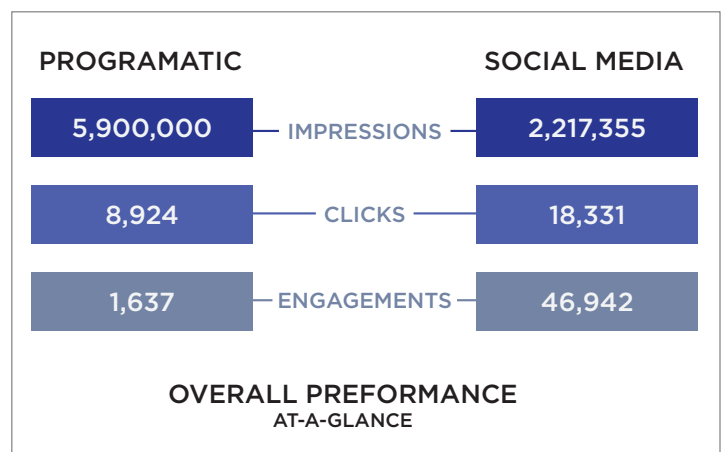 PROGRAMATIC SOCIAL MEDIA
5,900,000 IMPRESSIONS 2,217,355
8,924 CLICKS 18,331
1,637 ENGAGEMENTS 46,942
OVERALL PREFORMANCE
AT-A-GLANCE